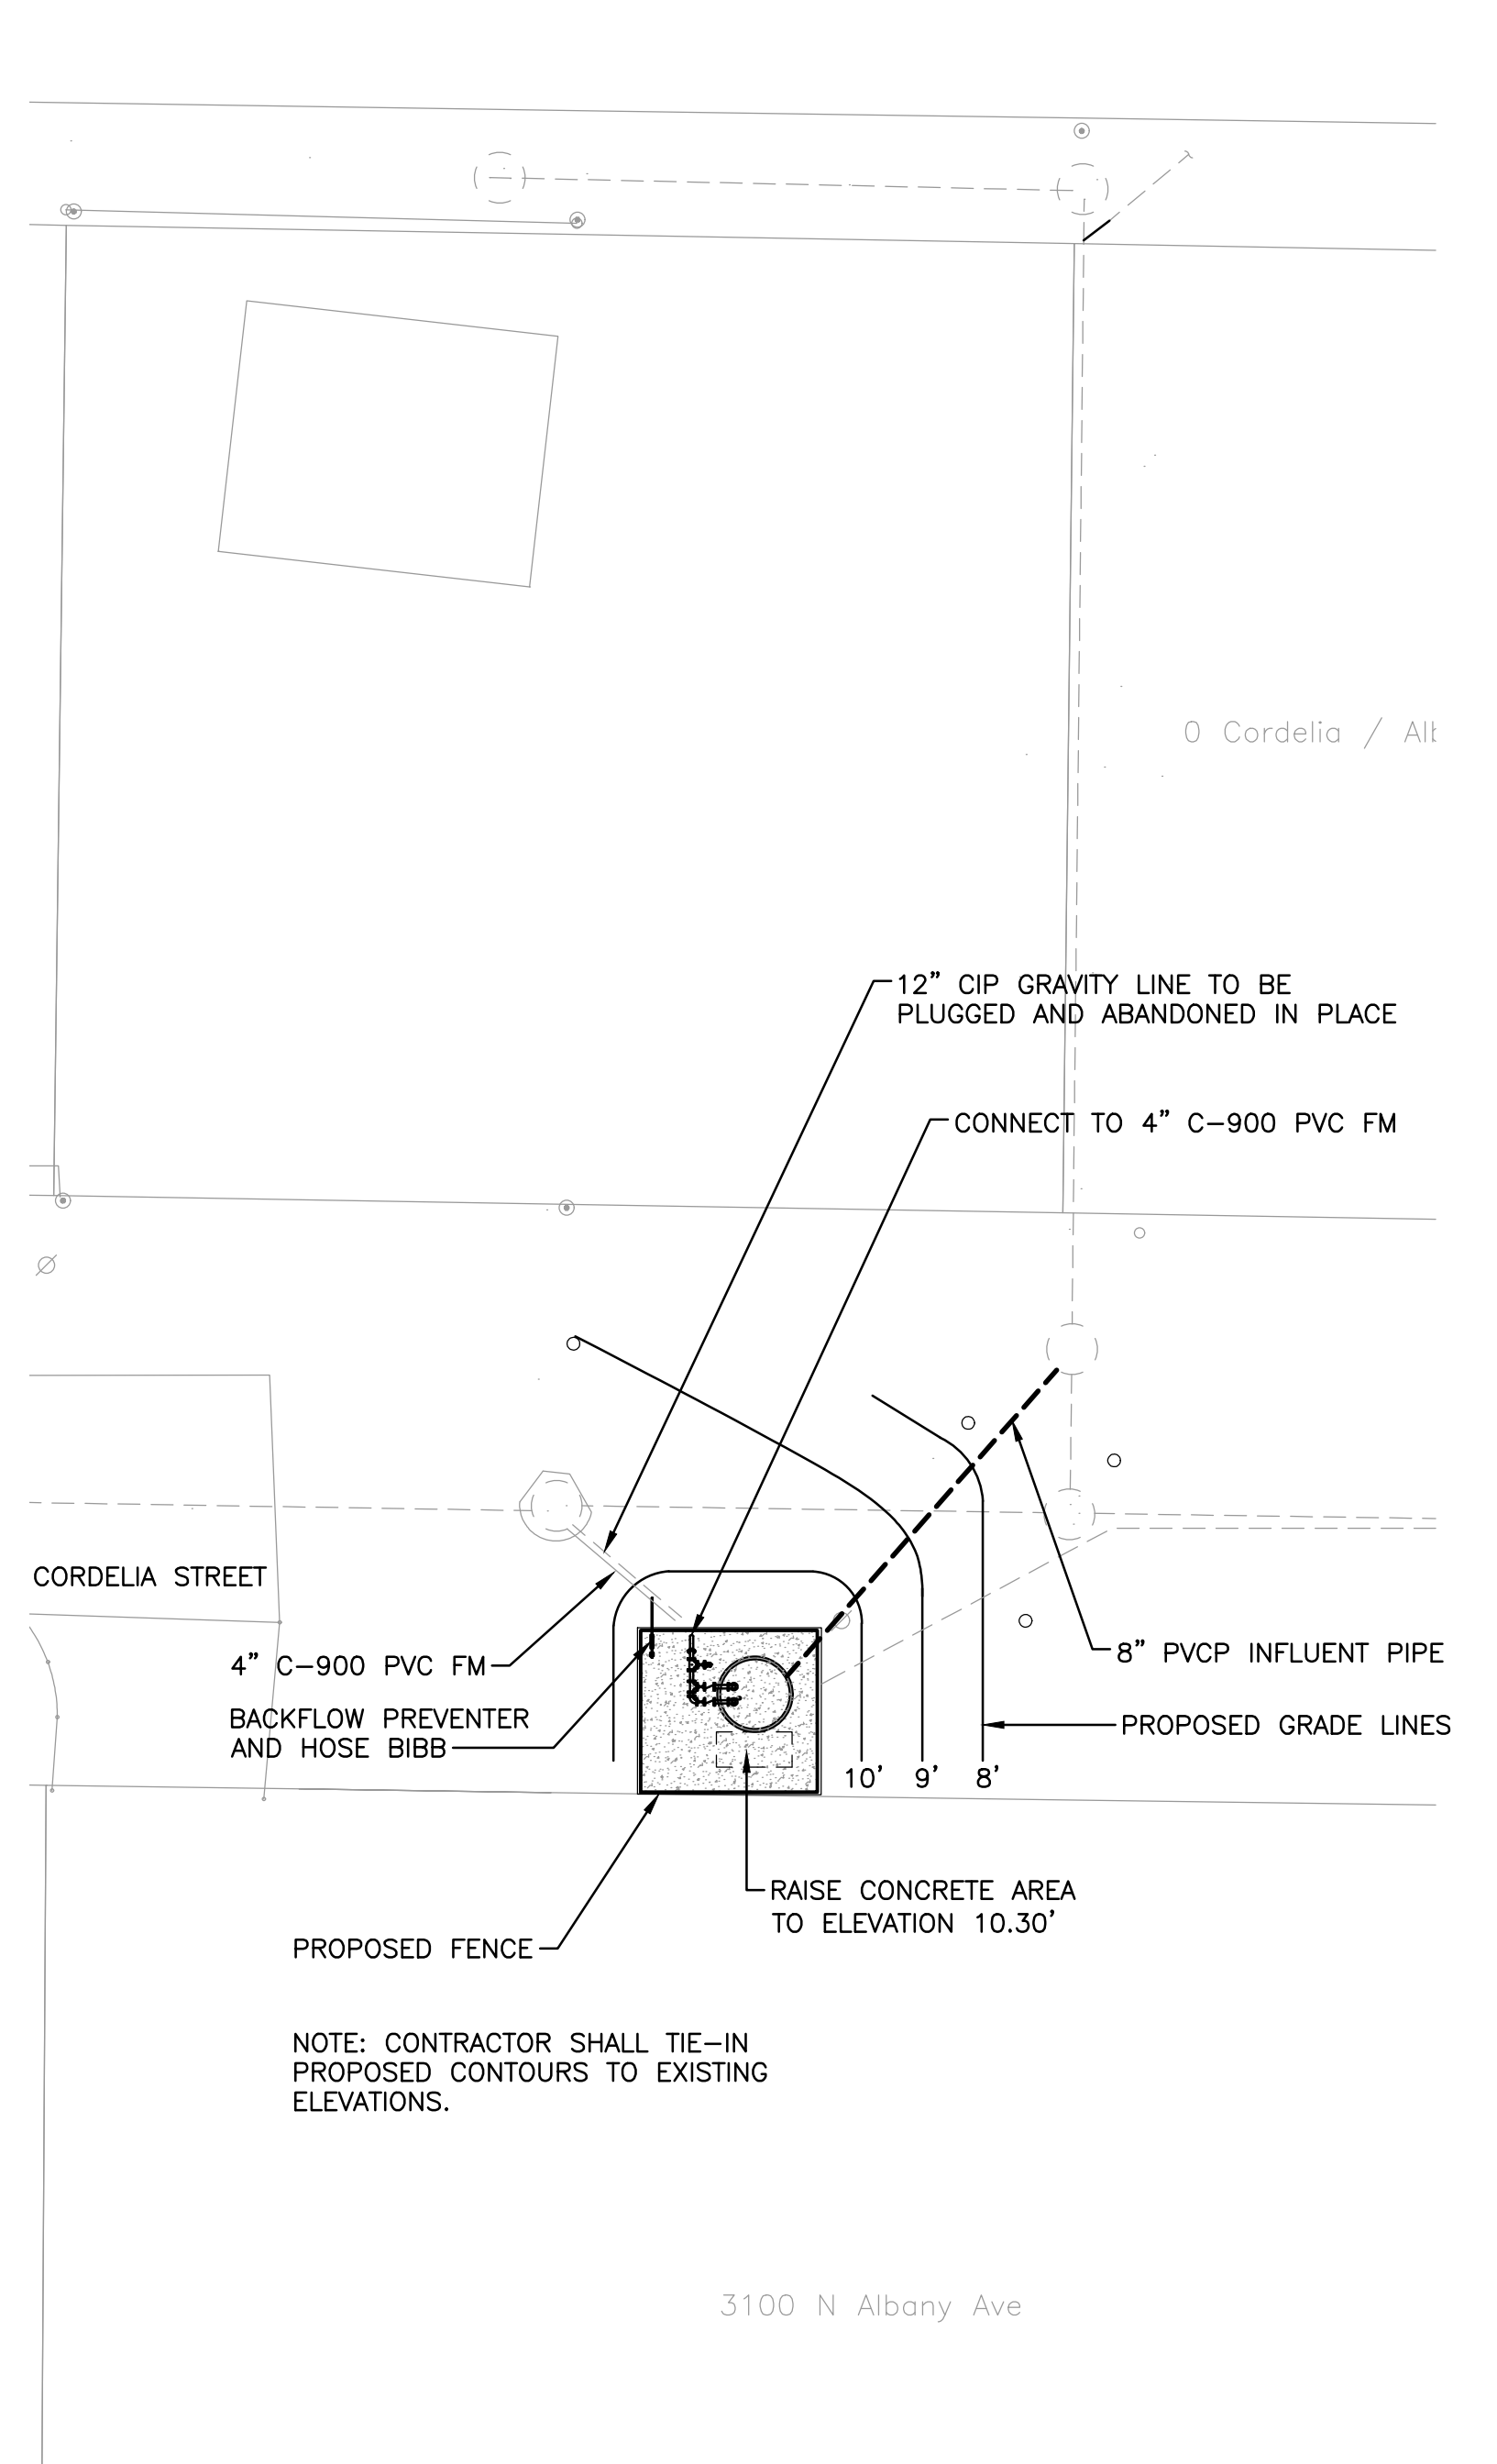 0 Cordelia / Alb
12” CIP GRAVITY LINE TO BE
PLUGGED AND ABANDONED IN PLACE
CONNECT TO 4” C-900 PVC FM
CORDELIA STREET
4” C-900 PVC FM
8” PVCP INFLUENT PIPE
BACKFLOW PREVENTER
AND HOSE BIBB
PROPOSED GRADE LINES
10’ 9’ 8’
RAISE CONCRETE AREA
TO ELEVATION 10.30’
PROPOSED FENCE
NOTE: CONTRACTOR SHALL TIE-IN
PROPOSED CONTOURS TO EXISTING
ELEVATIONS.
3100 N Albany Ave